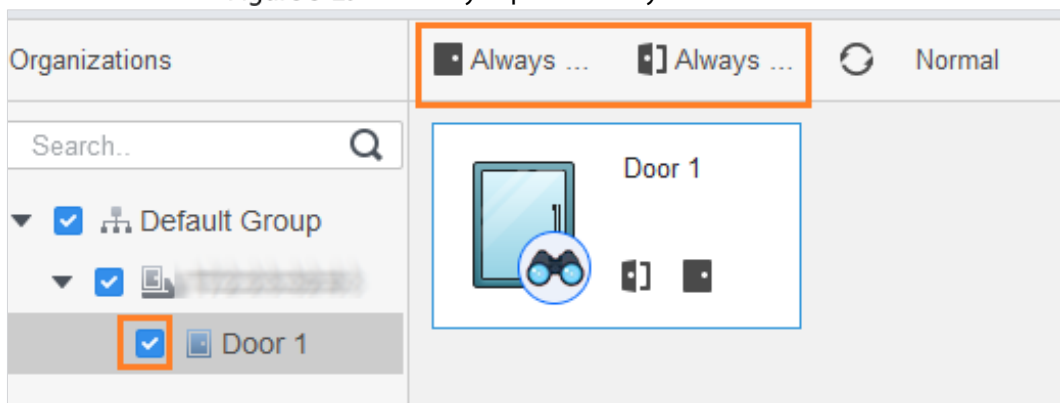 Organizations
Always ... Always ... Normal
Search..
Door 1
Default Group
Door 1